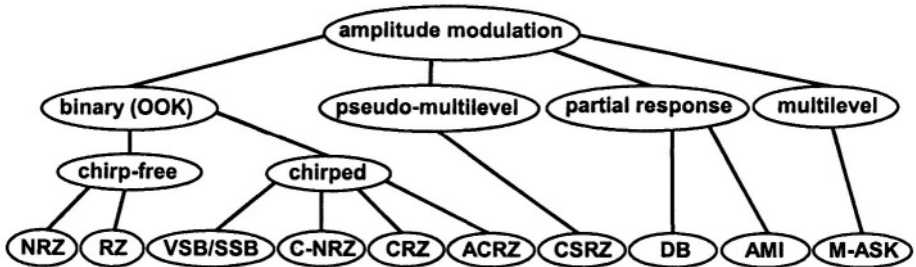 amplitude modulation
binary (OOK) pseudo-multilevel partial response multilevel
chirp-free chirped
NRZ RZ VSB/SSB C-NRZ CRZ ACRZ CSRZ DB AMI M-ASK